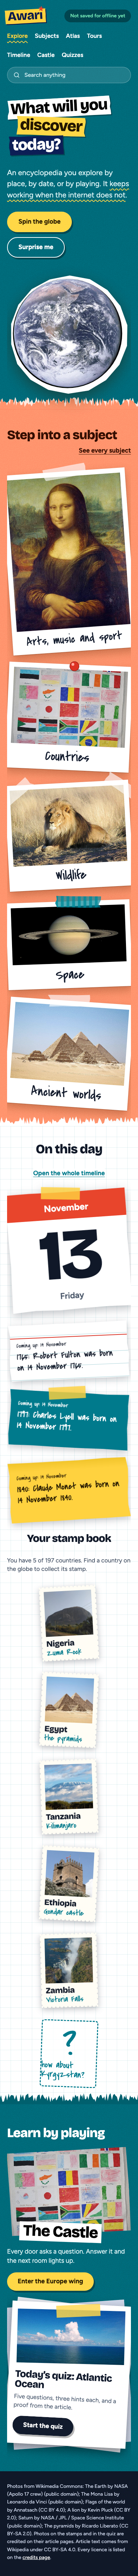 Awari
Not saved for offline yet
Explore Subjects Atlas Tours
Timeline Castle Quizzes
Search anything
What will you
discover
today?
An encyclopaedia you explore by
place, by date, or by playing. It keeps
working when the internet does not.
Spin the globe
Surprise me
Step into a subject
See every subject
Arts, music and sport
Countries
Wildlife
Space
Ancient worlds
On this day
Open the whole timeline
November
13
Friday
Coming up 14 November
1765: Robert Fulton was born
on 14 November 1765.
Coming up 14 November
1797: Charles Lyell was born on
14 November 1797.
Coming up 14 November
1840: Claude Monet was born on
14 November 1840.
Your stamp book
You have 5 of 197 countries. Find a country on
the globe to collect its stamp.
Nigeria
Zuma Rock
Egypt
the pyramids
Tanzania
Kilimanjaro
Ethiopia
Gondar castle
Zambia
Victoria Falls
?
how about
Kyrgyzstan?
Learn by playing
The Castle
Every door asks a question. Answer it and
the next room lights up.
Enter the Europe wing
Today's quiz: Atlantic
Ocean
Five questions, three hints each, and a
proof from the article.
Start the quiz
Photos from Wikimedia Commons: The Earth by NASA
(Apollo 17 crew) (public domain); The Mona Lisa by
Leonardo da Vinci (public domain); Flags of the world
by Annatsach (CC BY 4.0); A lion by Kevin Pluck (CC BY
2.0); Saturn by NASA / JPL / Space Science Institute
(public domain); The pyramids by Ricardo Liberato (CC
BY-SA 2.0). Photos on the stamps and in the quiz are
credited on their article pages. Article text comes from
Wikipedia under CC BY-SA 4.0. Every licence is listed
on the credits page.